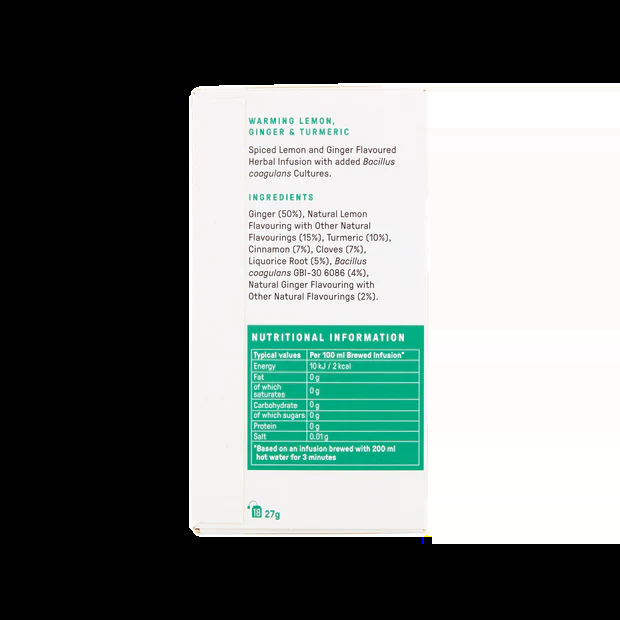 WARMING LEMON,
GINGER & TURMERIC
Spiced Lemon and Ginger Flavoured
Herbal Infusion with added Bacillus
coagulans Cultures.
INGREDIENTS
Ginger (50%), Natural Lemon
Flavouring with Other Natural
Flavourings (15%), Turmeric (10%),
Cinnamon (7%), Cloves (7%),
Liquorice Root (5%), Bacillus
coagulans GBI-30 6086 (4%),
Natural Ginger Flavouring with
Other Natural Flavourings (2%).
NUTRITIONAL INFORMATION
Typical values Per 100 ml Brewed Infusion*
Energy 10 kJ / 2 kcal
Fat 0 g
of which
saturates 0 g
Carbohydrate 0 g
of which sugars 0 g
Protein 0 g
Salt 0.01 g
*Based on an infusion brewed with 200 ml
hot water for 3 minutes
18 27g